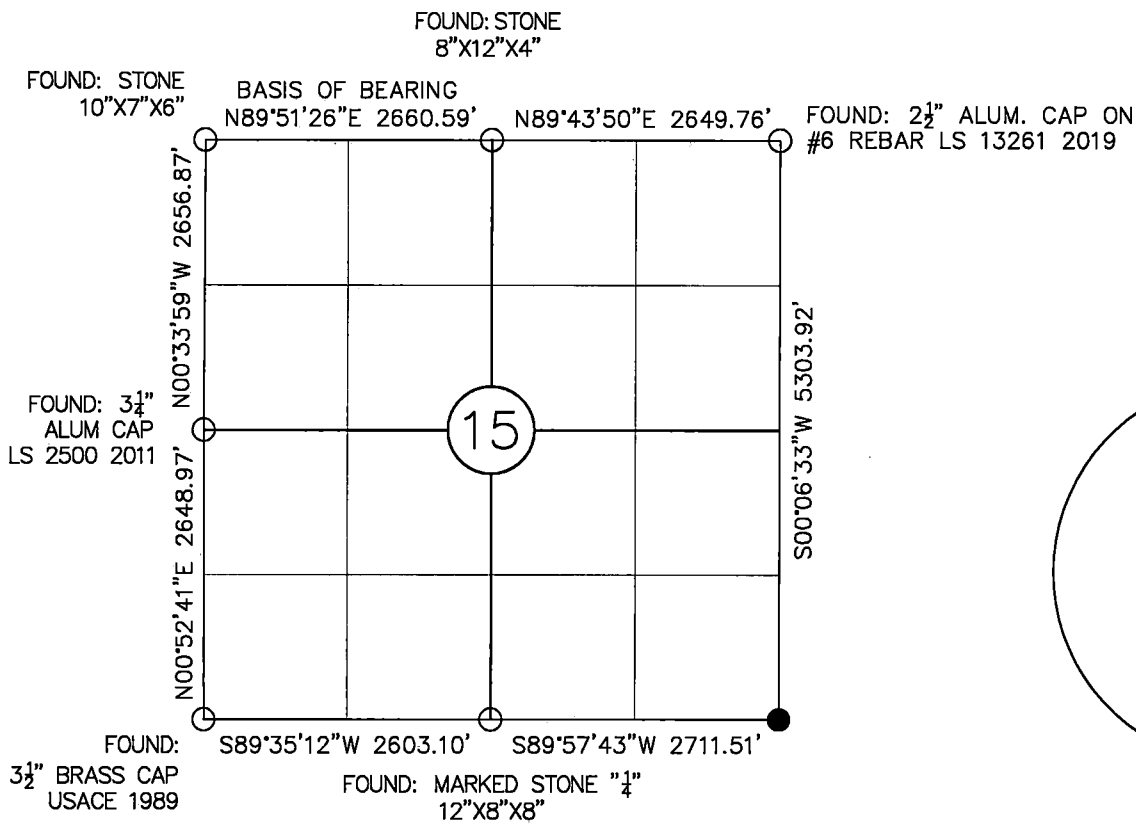 FOUND: STONE
8"X12"X4"
FOUND: STONE
10"X7"X6"
BASIS OF BEARING
N89°51'26"E 2660.59'
N89°43'50"E 2649.76'
FOUND: 2½" ALUM. CAP ON
#6 REBAR LS 13261 2019
N00°33'59"W 2656.87'
S00°06'33"W 5303.92'
FOUND: 3¼"
ALUM CAP
LS 2500 2011
15
N00°52'41"E 2648.97'
FOUND:
3½" BRASS CAP
USACE 1989
S89°35'12"W 2603.10'
S89°57'43"W 2711.51'
FOUND: MARKED STONE "¼"
12"X8"X8"